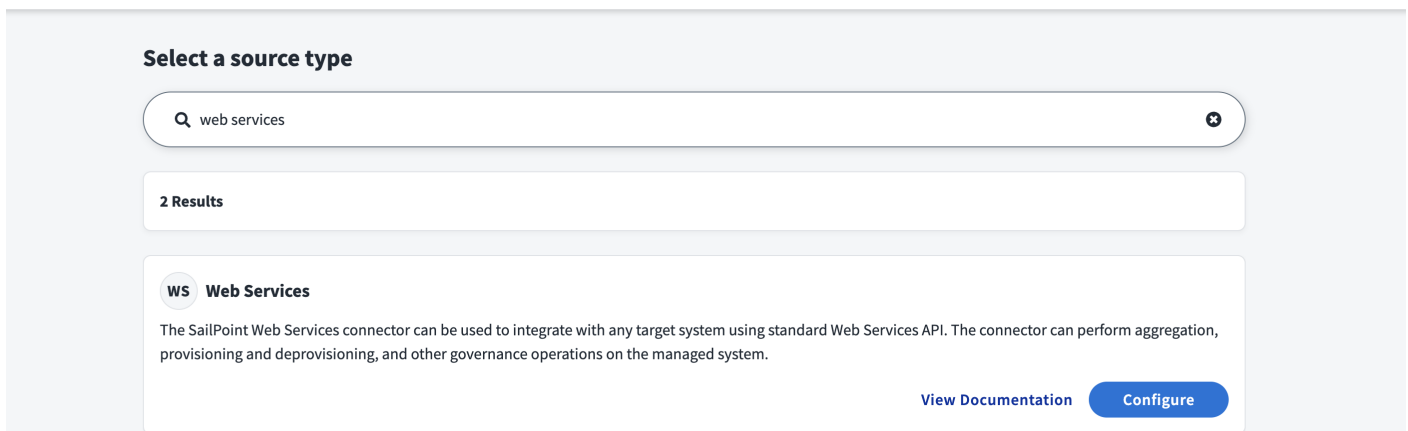 Select a source type
web services
2 Results
WS Web Services
The SailPoint Web Services connector can be used to integrate with any target system using standard Web Services API. The connector can perform aggregation,
provisioning and deprovisioning, and other governance operations on the managed system.
View Documentation Configure